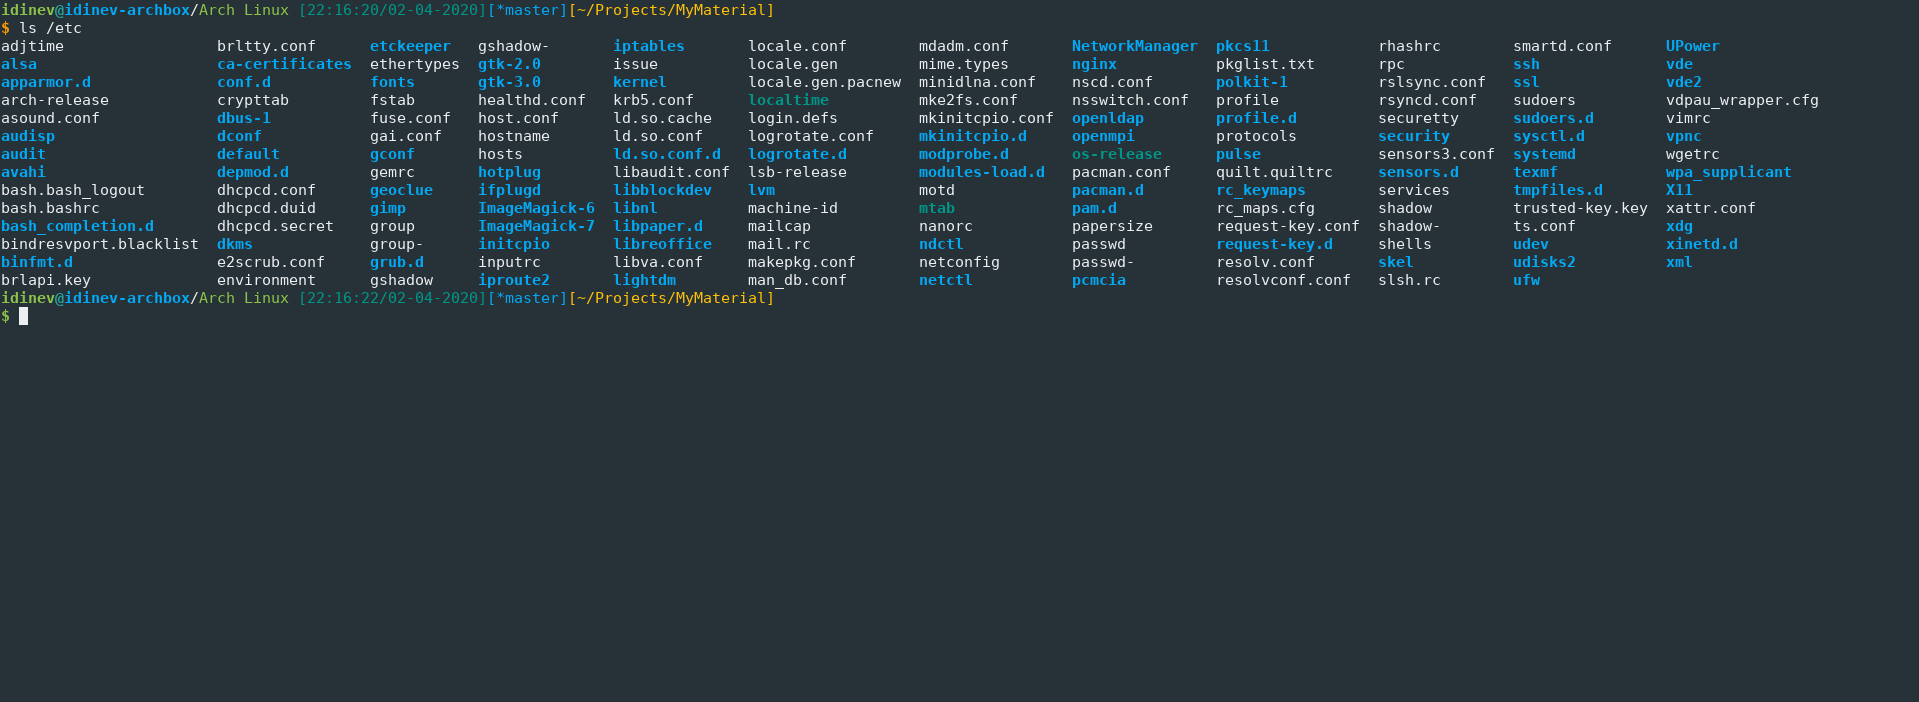 idinev@idinev-archbox/Arch Linux [22:16:20/02-04-2020][*master][~/Projects/MyMaterial]
$ ls /etc
adjtime brltty.conf etckeeper gshadow- iptables locale.conf mdadm.conf NetworkManager pkcs11 rhashrc smartd.conf UPower
alsa ca-certificates ethertypes gtk-2.0 issue locale.gen mime.types nginx pkglist.txt rpc ssh vde
apparmor.d conf.d fonts gtk-3.0 kernel locale.gen.pacnew minidlna.conf nscd.conf polkit-1 rslsync.conf ssl vde2
arch-release crypttab fstab healthd.conf krb5.conf localtime mke2fs.conf nsswitch.conf profile rsyncd.conf sudoers vdpau_wrapper.cfg
asound.conf dbus-1 fuse.conf host.conf ld.so.cache login.defs mkinitcpio.conf openldap profile.d securetty sudoers.d vimrc
audisp dconf gai.conf hostname ld.so.conf logrotate.conf mkinitcpio.d openmpi protocols security sysctl.d vpnc
audit default gconf hosts ld.so.conf.d logrotate.d modprobe.d os-release pulse sensors3.conf systemd wgetrc
avahi depmod.d gemrc hotplug libaudit.conf lsb-release modules-load.d pacman.conf quilt.quiltrc sensors.d texmf wpa_supplicant
bash.bash_logout dhcpcd.conf geoclue ifplugd libblockdev lvm motd pacman.d rc_keymaps services tmpfiles.d X11
bash.bashrc dhcpcd.duid gimp ImageMagick-6 libnl machine-id mtab pam.d rc_maps.cfg shadow trusted-key.key xattr.conf
bash_completion.d dhcpcd.secret group ImageMagick-7 libpaper.d mailcap nanorc papersize request-key.conf shadow- ts.conf xdg
bindresvport.blacklist dkms group- initcpio libreoffice mail.rc ndctl passwd request-key.d shells udev xinetd.d
binfmt.d e2scrub.conf grub.d inputrc libva.conf makepkg.conf netconfig passwd- resolv.conf skel udisks2 xml
brlapi.key environment gshadow iproute2 lightdm man_db.conf netctl pcmcia resolvconf.conf slsh.rc ufw
idinev@idinev-archbox/Arch Linux [22:16:22/02-04-2020][*master][~/Projects/MyMaterial]
$